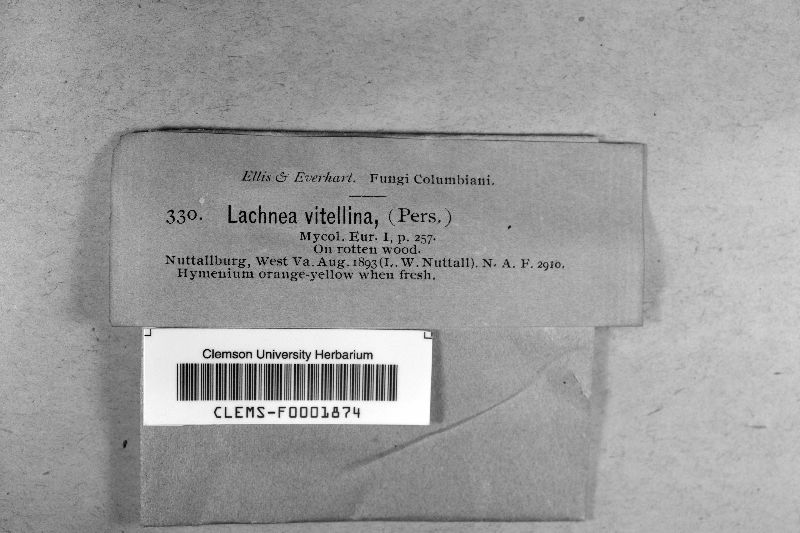 Ellis & Everhart. Fungi Columbiani.
330. Lachnea vitellina, (Pers.)
Mycol. Eur. I, p. 257.
On rotten wood.
Nuttallburg, West Va. Aug. 1893 (L. W. Nuttall). N. A. F. 2910.
Hymenium orange-yellow when fresh.
Clemson University Herbarium
CLEMS-F0001874